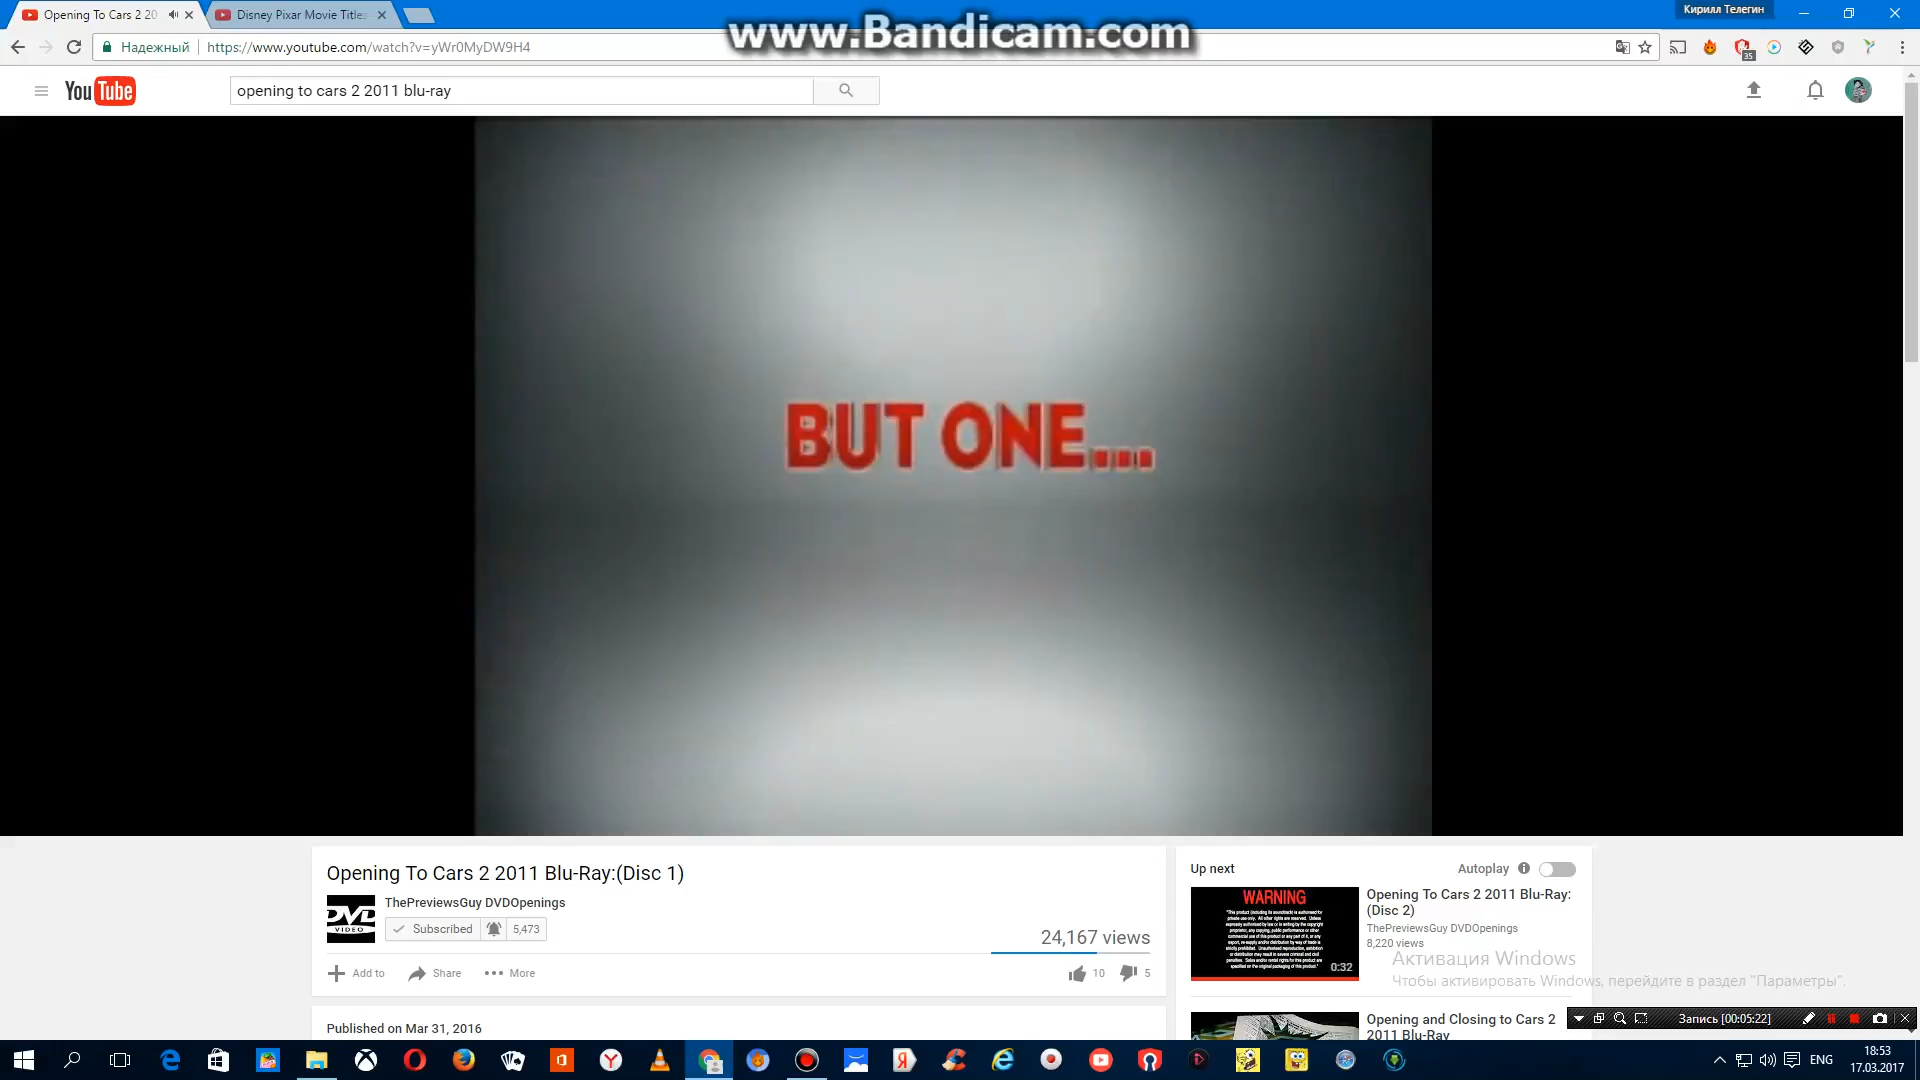 Opening To Cars 2 20
Disney Pixar Movie Title
www.Bandicam.com
Кирилл Телегин
Надежный
https://www.youtube.com/watch?v=yWr0MyDW9H4
35
YouTube
opening to cars 2 2011 blu-ray
BUT ONE....
Opening To Cars 2 2011 Blu-Ray:(Disc 1)
DVD
VIDEO
ThePreviewsGuy DVDOpenings
Subscribed
5,473
24,167 views
Add to
Share
More
10
5
Published on Mar 31, 2016
Up next
Autoplay
WARNING
0:32
Opening To Cars 2 2011 Blu-Ray:
(Disc 2)
ThePreviewsGuy DVDOpenings
8,220 views
Активация Windows
Чтобы активировать Windows, перейдите в раздел "Параметры".
Opening and Closing to Cars 2
2011 Blu-Ray
Запись [00:05:22]
ENG
18:53
17.03.2017